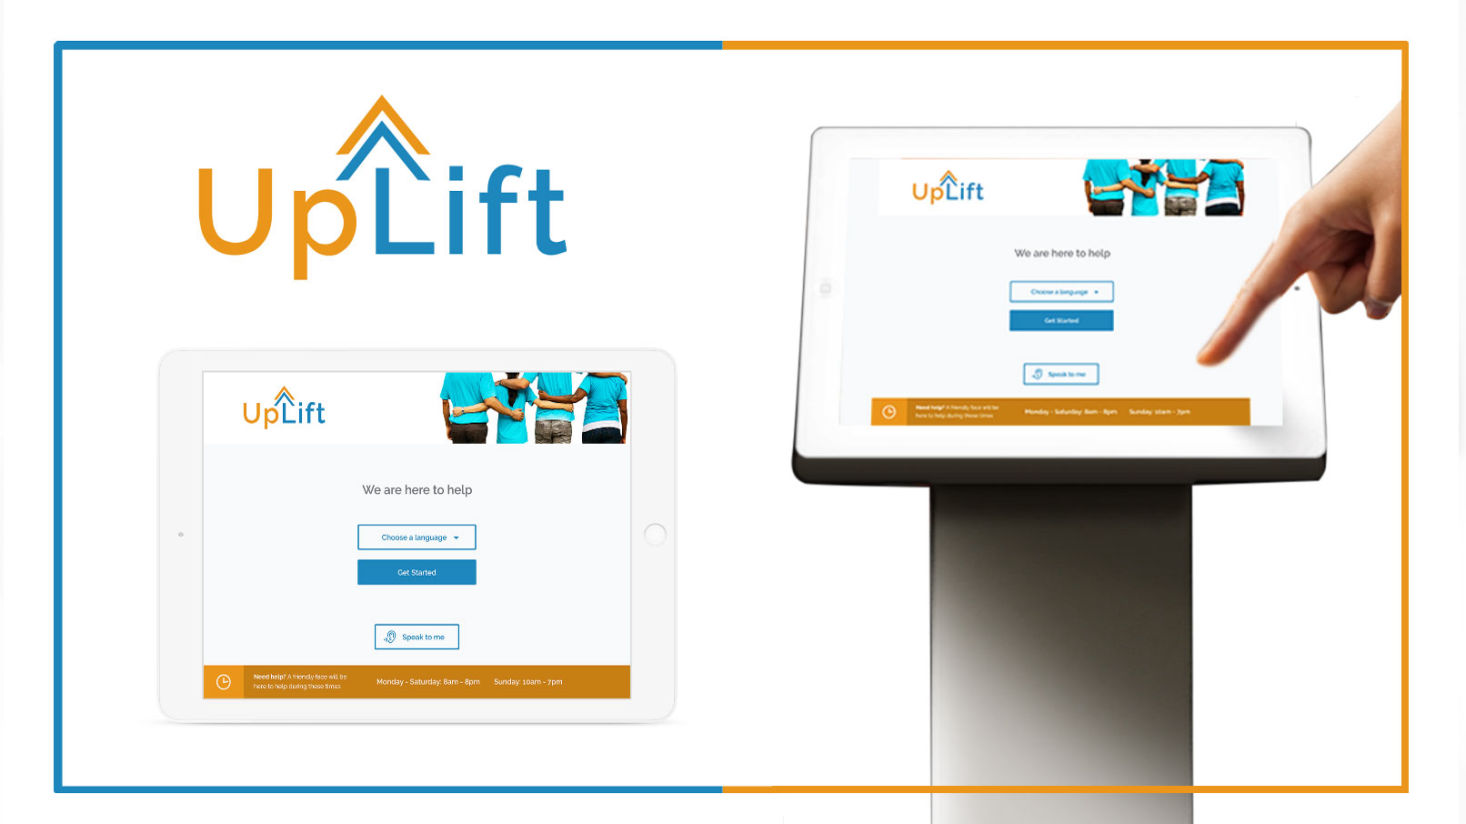 UpLift
UpLift
We are here to help
Choose a language
Get Started
Speak to me
Need help? A friendly face will be
here to help during these times
Monday - Saturday: 8am - 8pm
Sunday: 10am - 7pm
UpLift
We are here to help
Choose a language
Get Started
Speak to me
Need help? A friendly face will be
here to help during these times
Monday - Saturday: 8am - 8pm
Sunday: 10am - 7pm